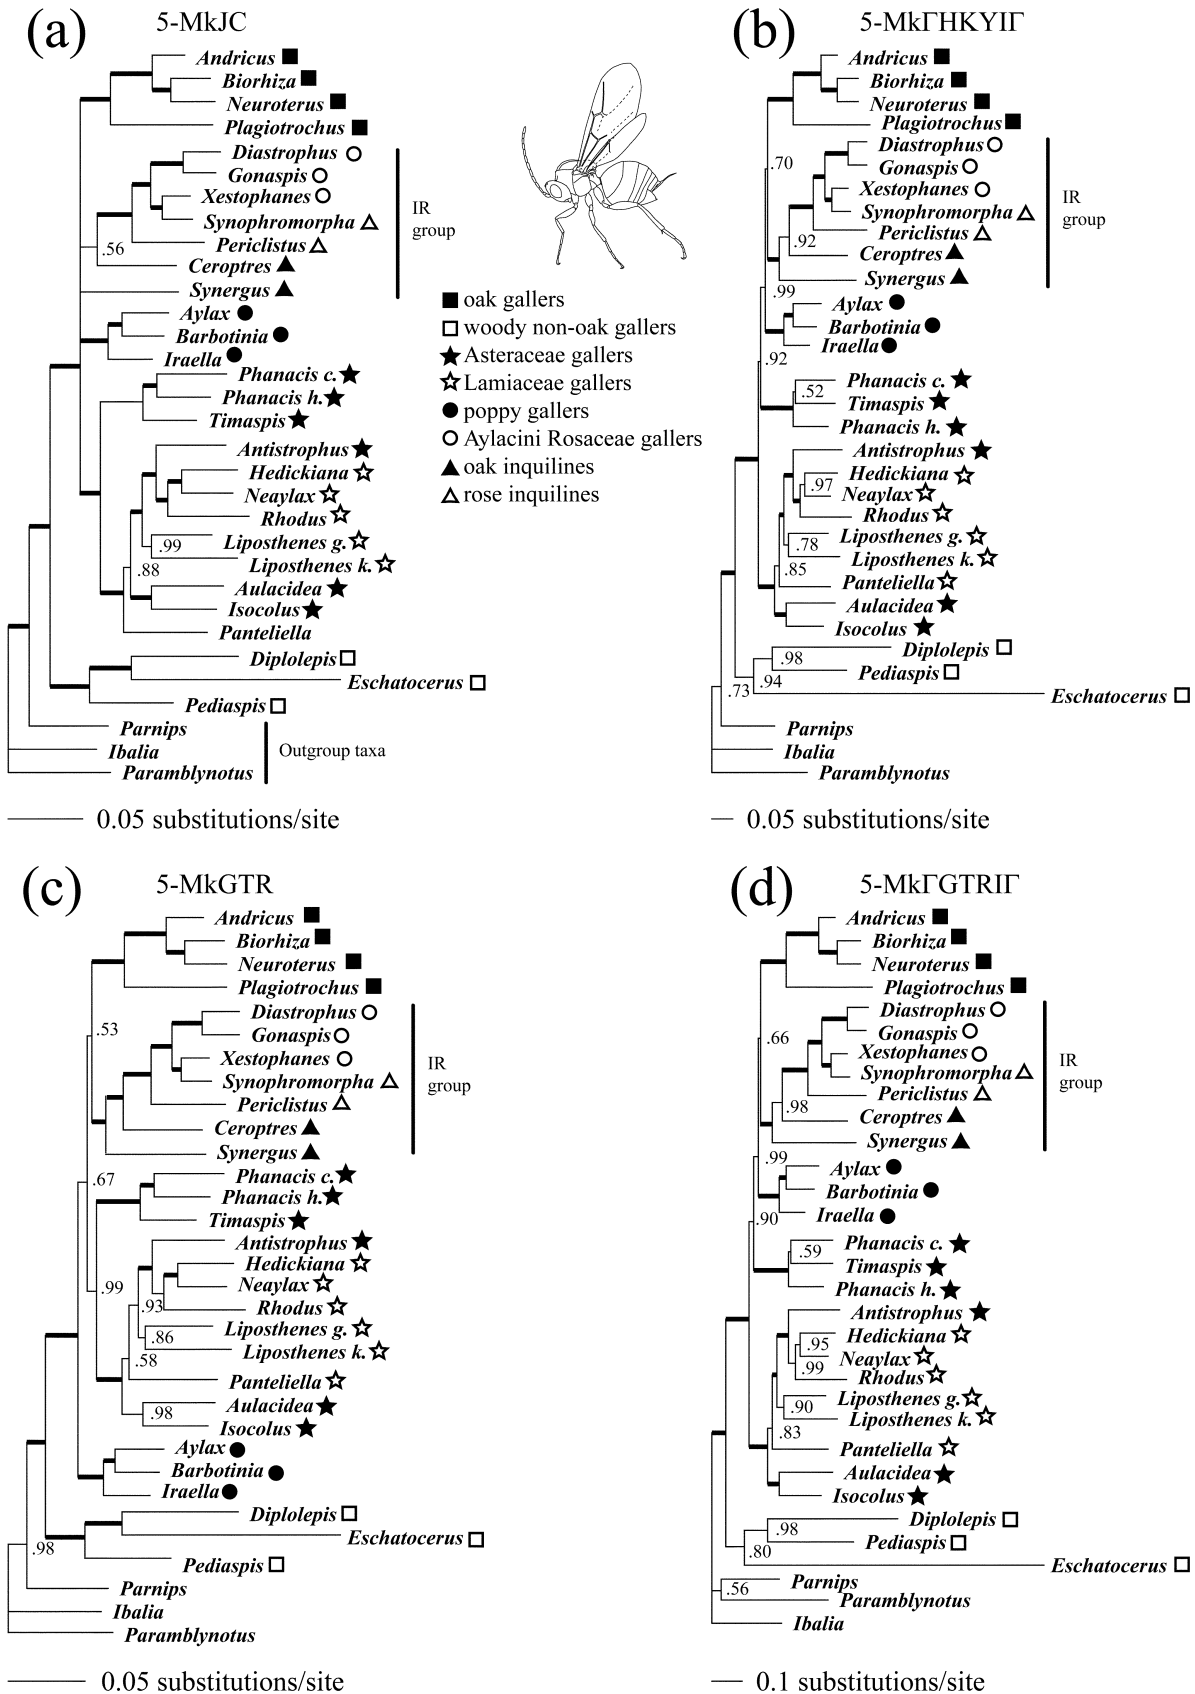 (a)
5-MkJC
Andricus
Biorhiza
Neuroterus
Plagiotrochus
Diastrophus
Gonaspis
Xestophanes
Synophromorpha
Periclistus
Ceroptres
Synergus
Aylax
Barbotinia
Iraella
Phanacis c.
Phanacis h.
Timaspis
Antistrophus
Hedickiana
Neaylax
Rhodus
Liposthenes g.
Liposthenes k.
Aulacidea
Isocolus
Panteliella
Diplolepis
Eschatocerus
Pediaspis
Parnips
Ibalia
Paramblynotus
IR
group
.56
.99
.88
Outgroup taxa
0.05 substitutions/site
oak gallers
woody non-oak gallers
Asteraceae gallers
Lamiaceae gallers
poppy gallers
Aylacini Rosaceae gallers
oak inquilines
rose inquilines
(b)
5-MkΓHKYIΓ
Andricus
Biorhiza
Neuroterus
Plagiotrochus
Diastrophus
Gonaspis
Xestophanes
Synophromorpha
Periclistus
Ceroptres
Synergus
Aylax
Barbotinia
Iraella
Phanacis c.
Timaspis
Phanacis h.
Antistrophus
Hedickiana
Neaylax
Rhodus
Liposthenes g.
Liposthenes k.
Panteliella
Aulacidea
Isocolus
Diplolepis
Pediaspis
Eschatocerus
Parnips
Ibalia
Paramblynotus
IR
group
.70
.92
.99
.92
.52
.97
.78
.85
.98
.94
.73
0.05 substitutions/site
(c)
5-MkGTR
Andricus
Biorhiza
Neuroterus
Plagiotrochus
Diastrophus
Gonaspis
Xestophanes
Synophromorpha
Periclistus
Ceroptres
Synergus
Phanacis c.
Phanacis h.
Timaspis
Antistrophus
Hedickiana
Neaylax
Rhodus
Liposthenes g.
Liposthenes k.
Panteliella
Aulacidea
Isocolus
Aylax
Barbotinia
Iraella
Diplolepis
Eschatocerus
Pediaspis
Parnips
Ibalia
Paramblynotus
IR
group
.53
.67
.99
.93
.86
.58
.98
.98
0.05 substitutions/site
(d)
5-MkΓGTRIΓ
Andricus
Biorhiza
Neuroterus
Plagiotrochus
Diastrophus
Gonaspis
Xestophanes
Synophromorpha
Periclistus
Ceroptres
Synergus
Aylax
Barbotinia
Iraella
Phanacis c.
Timaspis
Phanacis h.
Antistrophus
Hedickiana
Neaylax
Rhodus
Liposthenes g.
Liposthenes k.
Panteliella
Aulacidea
Isocolus
Diplolepis
Pediaspis
Eschatocerus
Parnips
Paramblynotus
Ibalia
IR
group
.66
.98
.99
.90
.59
.95
.99
.90
.83
.98
.80
.56
0.1 substitutions/site